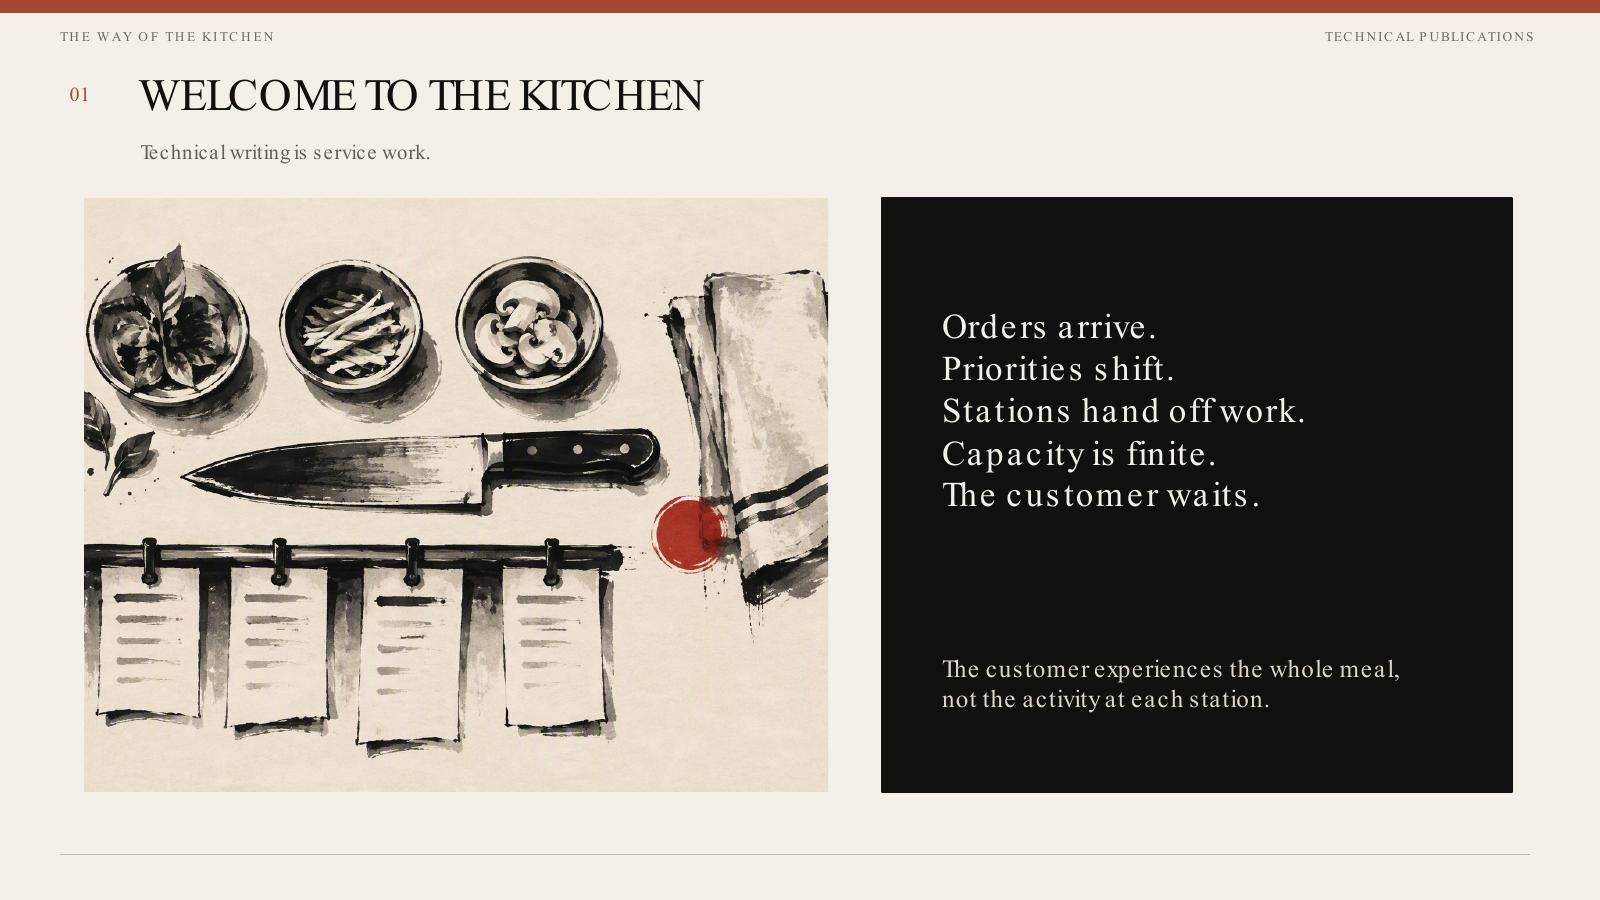 THE WAY OF THE KITCHEN
TECHNICAL PUBLICATIONS
01
WELCOME TO THE KITCHEN
Technical writing is service work.
Orders arrive.
Priorities shift.
Stations hand off work.
Capacity is finite.
The customer waits.
The customer experiences the whole meal,
not the activity at each station.